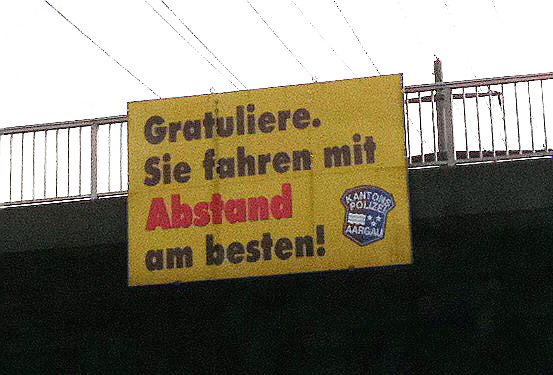 Gratuliere.
Sie fahren mit
Abstand
am besten!
KANTONS
POLIZEI
AARGAU